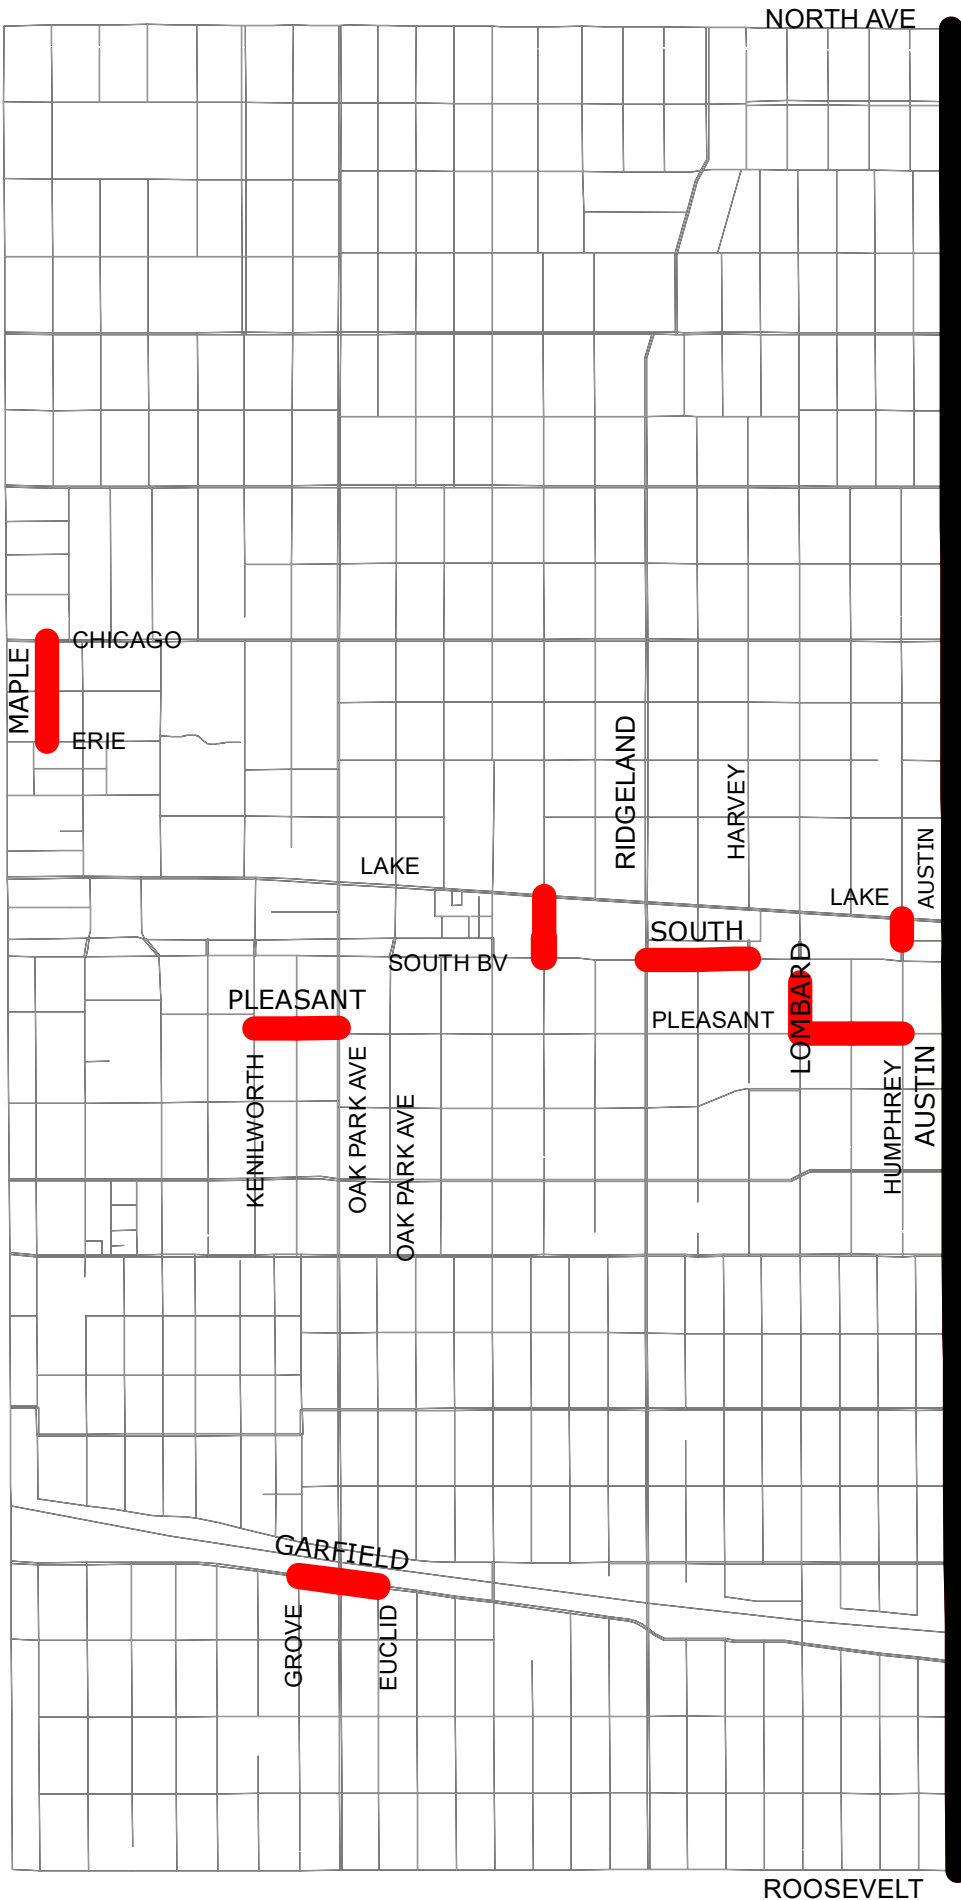 NORTH AVE
CHICAGO
MAPLE
ERIE
RIDGELAND
HARVEY
AUSTIN
LAKE
LAKE
SOUTH
SOUTH BV
LOMBARD
PLEASANT
PLEASANT
KENILWORTH
OAK PARK AVE
OAK PARK AVE
HUMPHREY
AUSTIN
GARFIELD
GROVE
EUCLID
ROOSEVELT